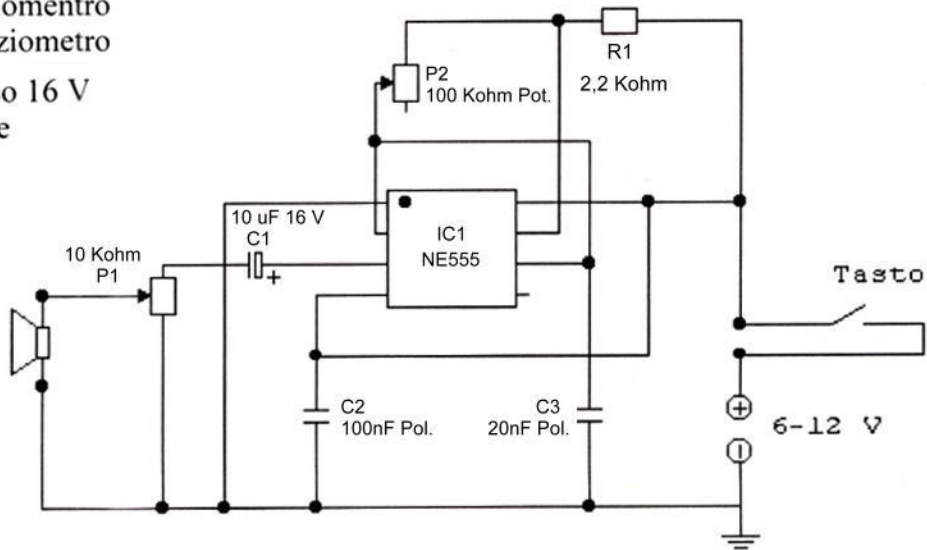 omentro
ziometro
o 16 V
e
P2
100 Kohm Pot.
R1
2,2 Kohm
10 uF 16 V
C1
+
10 Kohm
P1
IC1
NE555
Tasto
C2
100nF Pol.
C3
20nF Pol.
+
6-12 V
-